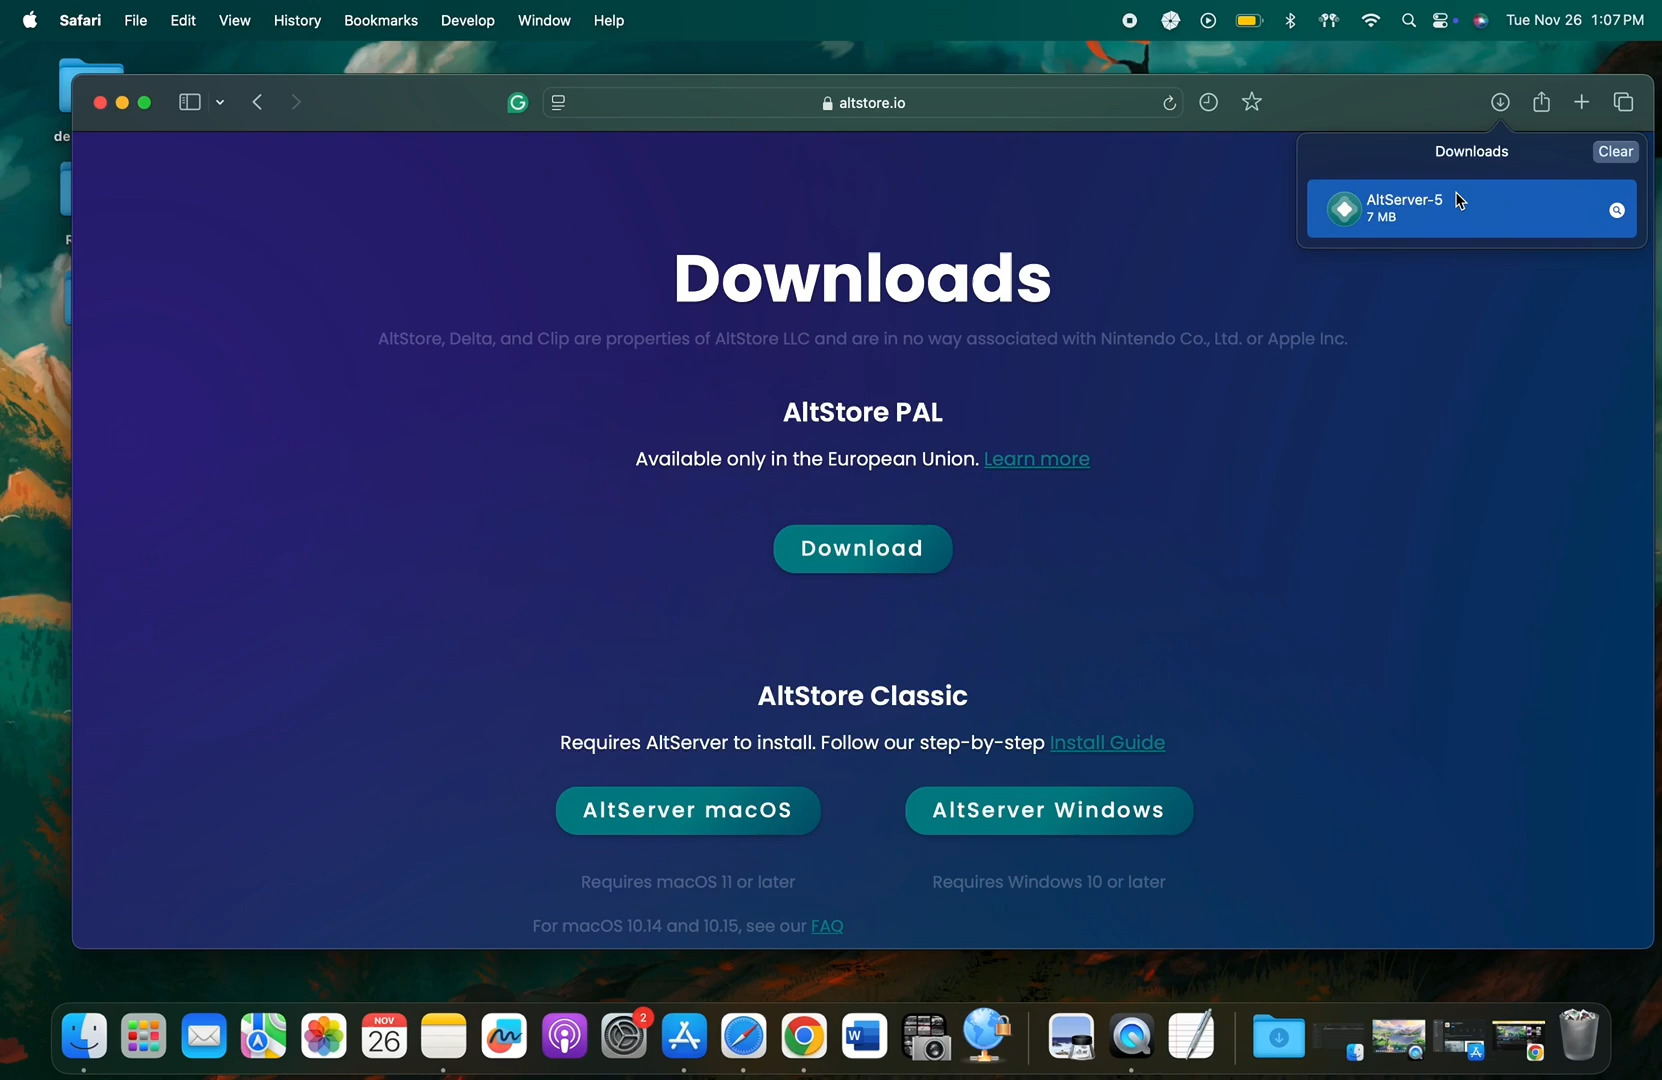 Safari File Edit View History Bookmarks Develop Window Help Tue Nov 26 1:07 PM
de
altstore.io
Downloads Clear
AltServer-5
7 MB
R
Downloads
AltStore, Delta, and Clip are properties of AltStore LLC and are in no way associated with Nintendo Co., Ltd. or Apple Inc.
AltStore PAL
Available only in the European Union. Learn more
Download
AltStore Classic
Requires AltServer to install. Follow our step-by-step Install Guide
AltServer macOS AltServer Windows
Requires macOS 11 or later Requires Windows 10 or later
For macOS 10.14 and 10.15, see our FAQ
NOV
26
2
W